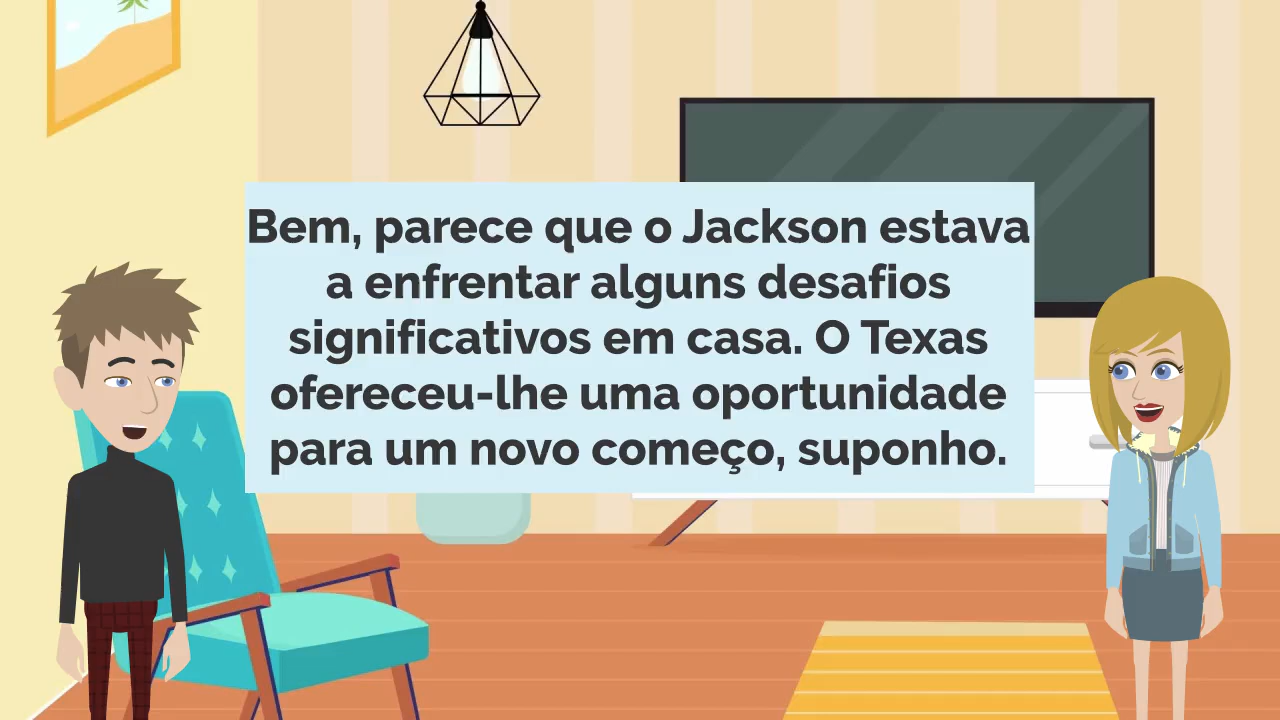 Bem, parece que o Jackson estava
a enfrentar alguns desafios
significativos em casa. O Texas
ofereceu-lhe uma oportunidade
para um novo começo, suponho.